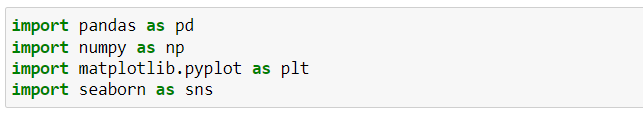 import pandas as pd
import numpy as np
import matplotlib.pyplot as plt
import seaborn as sns